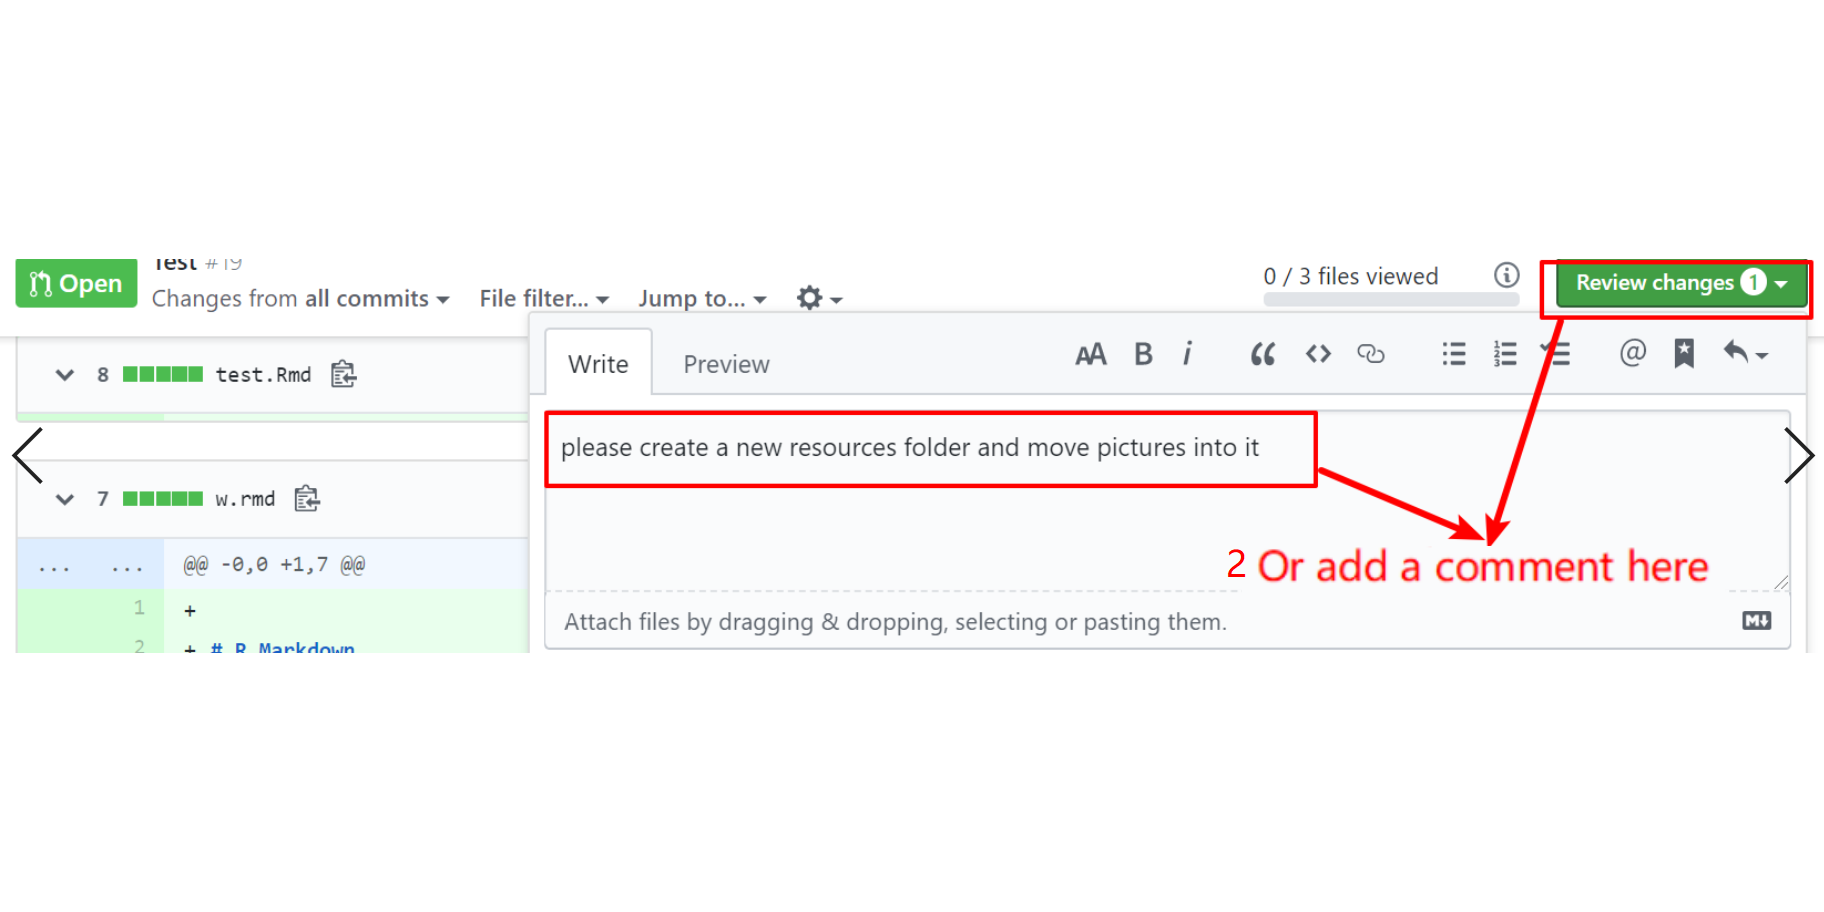 Test #19
Open
Changes from all commits
File filter...
Jump to...
0 / 3 files viewed
Review changes 1
8 test.Rmd
Write
Preview
please create a new resources folder and move pictures into it
7 w.rmd
... ... @@ -0,0 +1,7 @@
1 +
2 + # R Markdown
2 Or add a comment here
Attach files by dragging & dropping, selecting or pasting them.